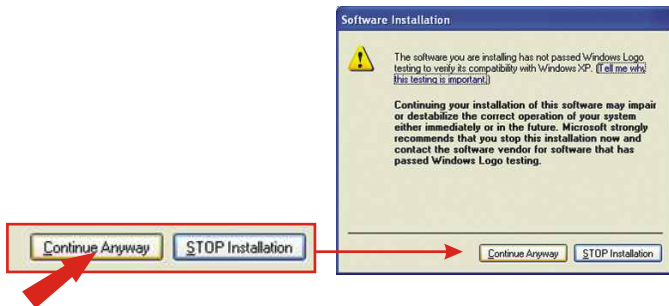 Software Installation
The software you are installing has not passed Windows Logo
testing to verify its compatibility with Windows XP. (Tell me why
this testing is important.)
Continuing your installation of this software may impair
or destabilize the correct operation of your system
either immediately or in the future. Microsoft strongly
recommends that you stop this installation now and
contact the software vendor for software that has
passed Windows Logo testing.
Continue Anyway STOP Installation
Continue Anyway STOP Installation